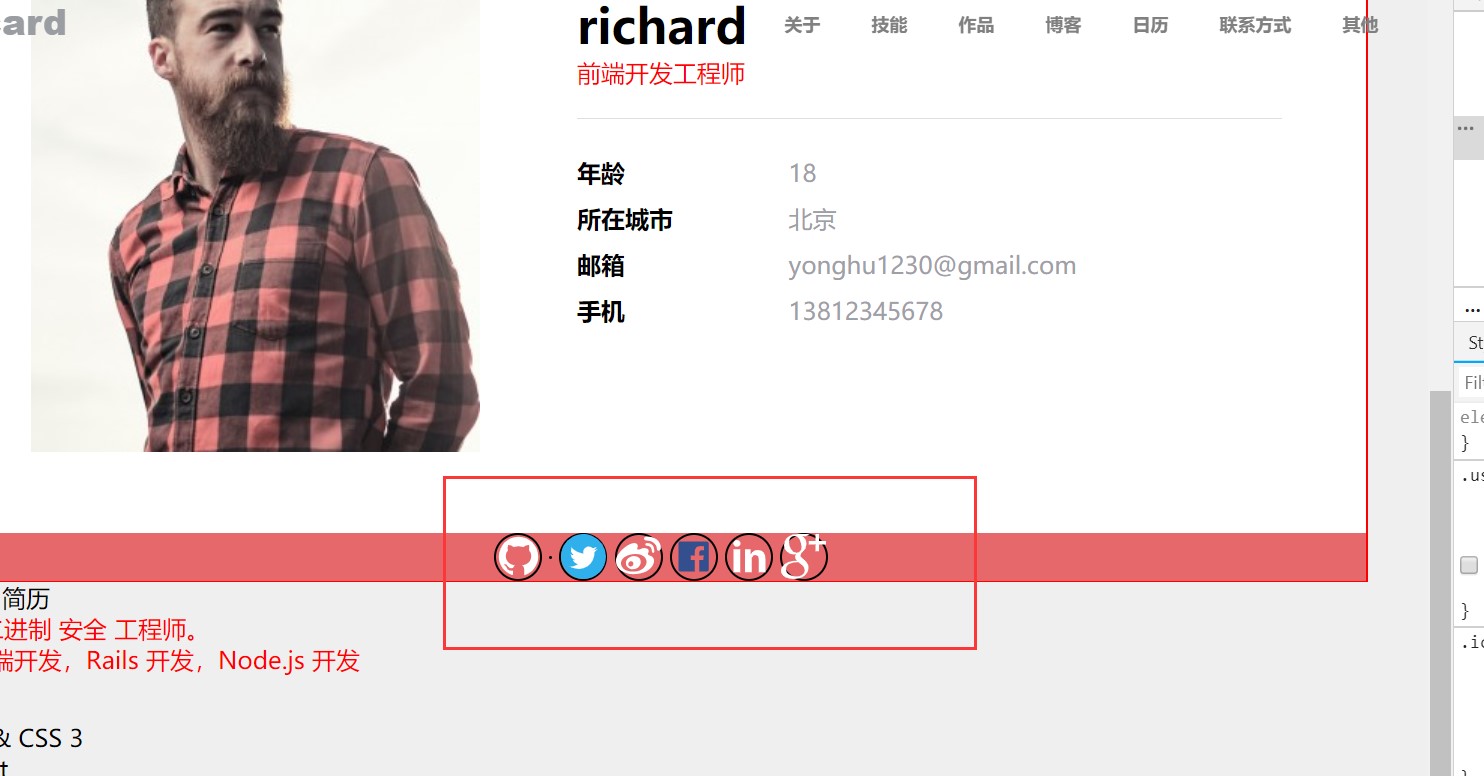 card
richard
关于 技能 作品 博客 日历 联系方式 其他
前端开发工程师
年龄 18
所在城市 北京
邮箱 yonghu1230@gmail.com
手机 13812345678
in g+
简历
二进制 安全 工程师。
端开发，Rails 开发，Node.js 开发
& CSS 3
...
...
St
Fil
ele
}
.us
}
.ic